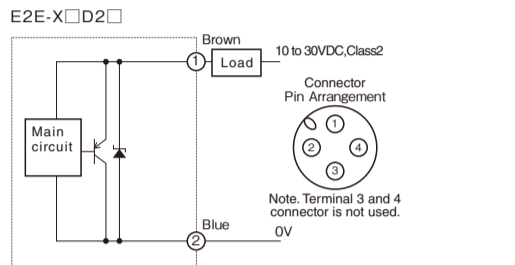 E2E-X□D2□
Brown
1 Load 10 to 30VDC,Class2
Connector
Pin Arrangement
1
2 4
3
Main
circuit
Note. Terminal 3 and 4
connector is not used.
Blue
2 0V